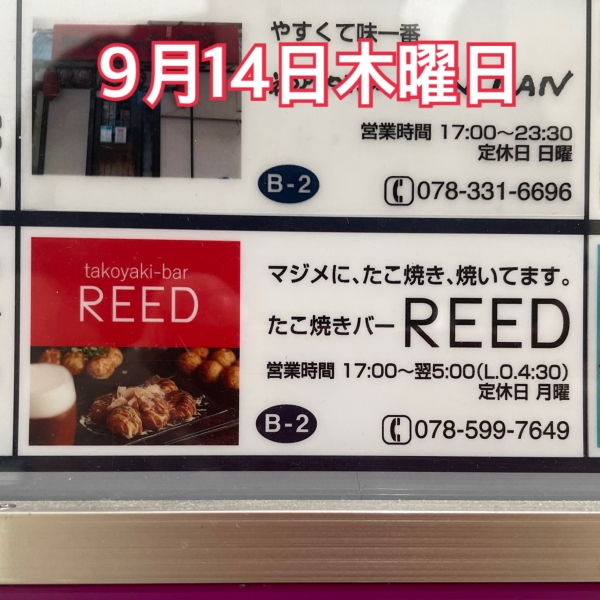 やすくて味一番
9月14日木曜日
営業時間 17:00〜23:30
定休日 日曜
B-2
078-331-6696
takoyaki-bar
REED
マジメに、たこ焼き、焼いてます。
たこ焼きバー REED
営業時間 17:00〜翌5:00(L.O.4:30)
定休日 月曜
B-2
078-599-7649